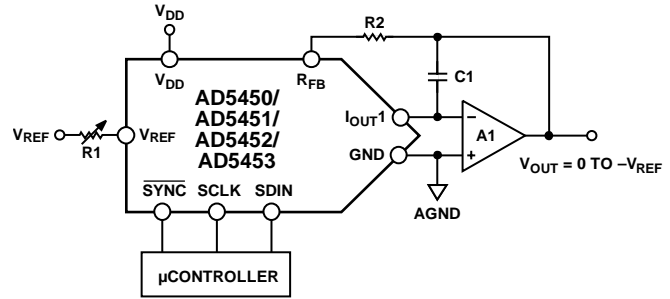 VDD
R2
VDD
RFB
C1
AD5450/
AD5451/
AD5452/
AD5453
IOUT1
−
A1
VREF
R1
VREF
GND
+
VOUT = 0 TO −VREF
SYNC SCLK SDIN
AGND
µCONTROLLER